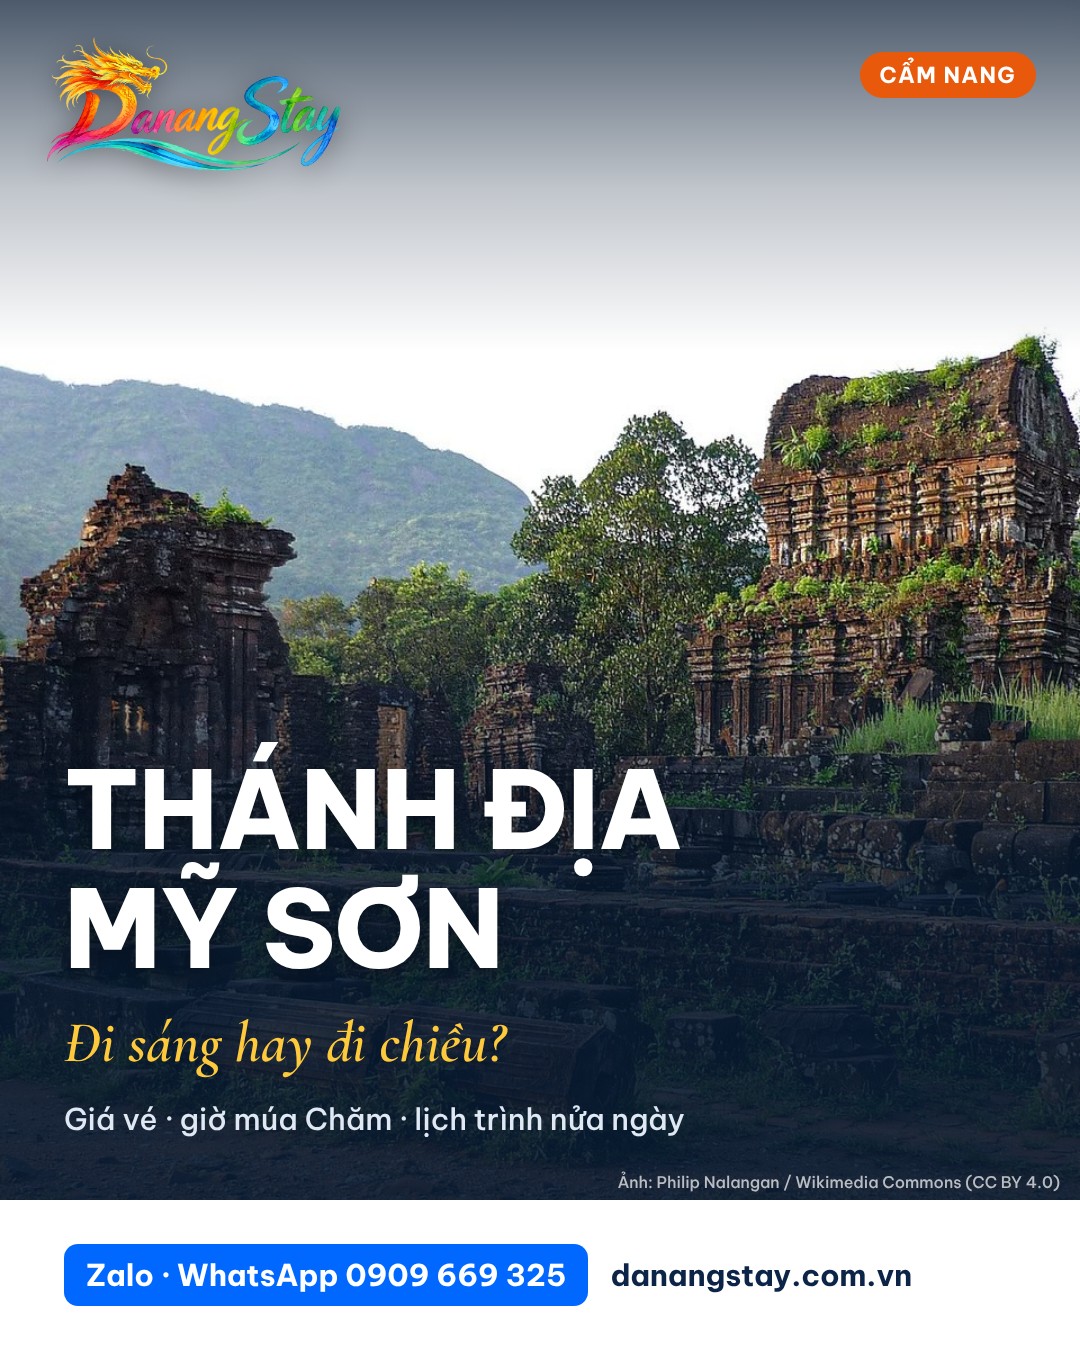 DanangStay
CẨM NANG
THÁNH ĐỊA
MỸ SƠN
Đi sáng hay đi chiều?
Giá vé · giờ múa Chăm · lịch trình nửa ngày
Ảnh: Philip Nalangan / Wikimedia Commons (CC BY 4.0)
Zalo · WhatsApp 0909 669 325
danangstay.com.vn